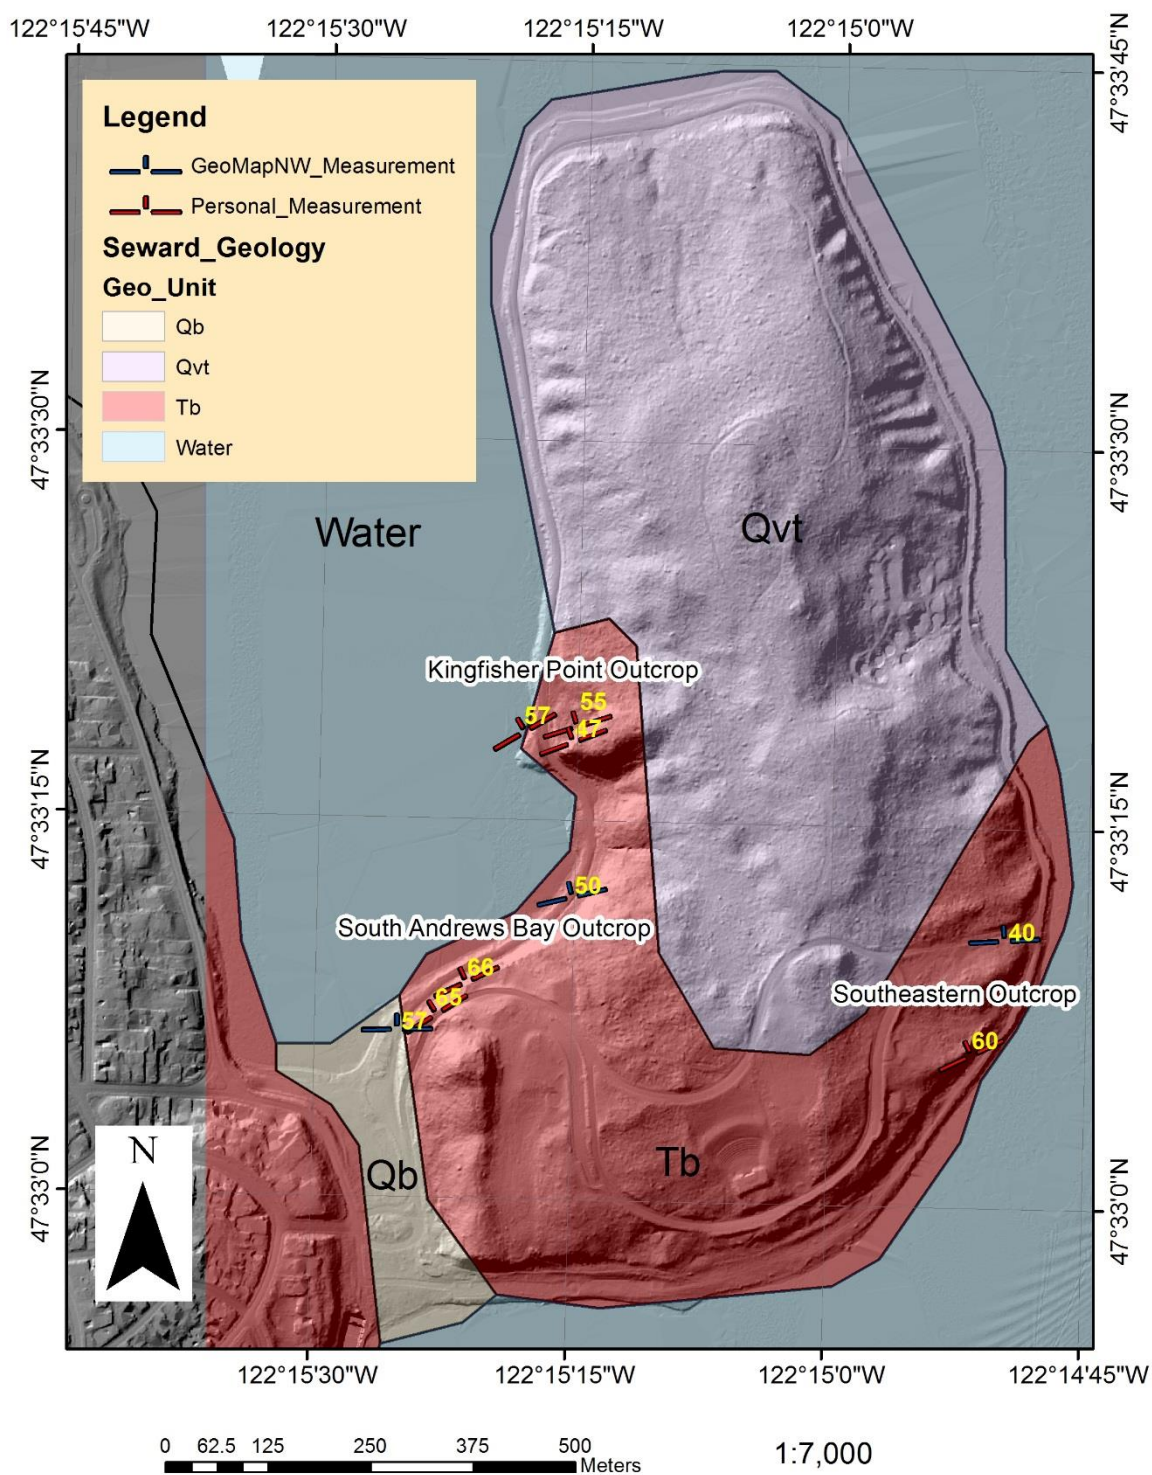 122°15'45"W 122°15'30"W 122°15'15"W 122°15'0"W
47°33'45"N
Legend
GeoMapNW_Measurement
Personal_Measurement
Seward_Geology
Geo_Unit
Qb
Qvt
Tb
Water
47°33'30"N
47°33'30"N
Water
Qvt
Kingfisher Point Outcrop
55
57
47
47°33'15"N
47°33'15"N
50
South Andrews Bay Outcrop
40
66
65
Southeastern Outcrop
57
60
N
Qb
Tb
47°33'0"N
47°33'0"N
122°15'30"W 122°15'15"W 122°15'0"W 122°14'45"W
0 62.5 125 250 375 500
Meters
1:7,000